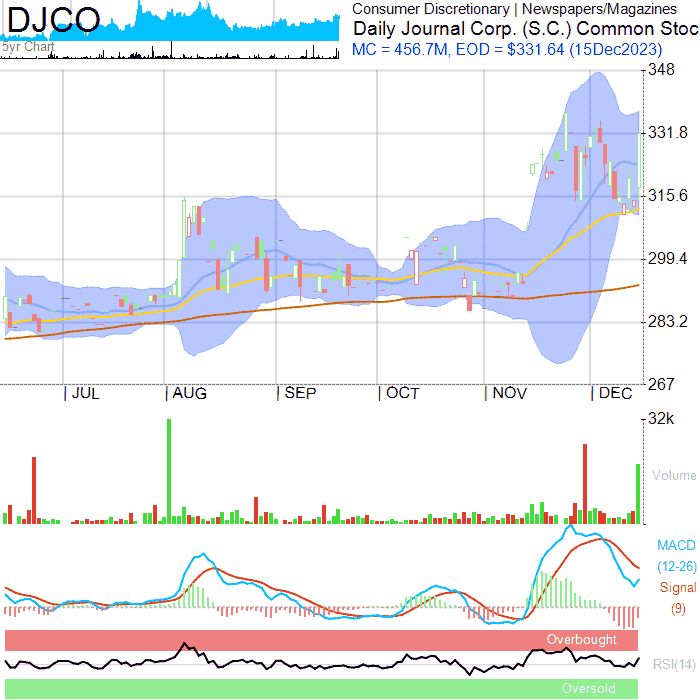 DJCO
5yr Chart
Consumer Discretionary | Newspapers/Magazines
Daily Journal Corp. (S.C.) Common Stoc
MC = 456.7M, EOD = $331.64 (15Dec2023)
348
331.8
315.6
299.4
283.2
267
JUL AUG SEP OCT NOV DEC
32k
Volume
MACD
(12-26)
Signal
(9)
Overbought
RSI(14)
Oversold